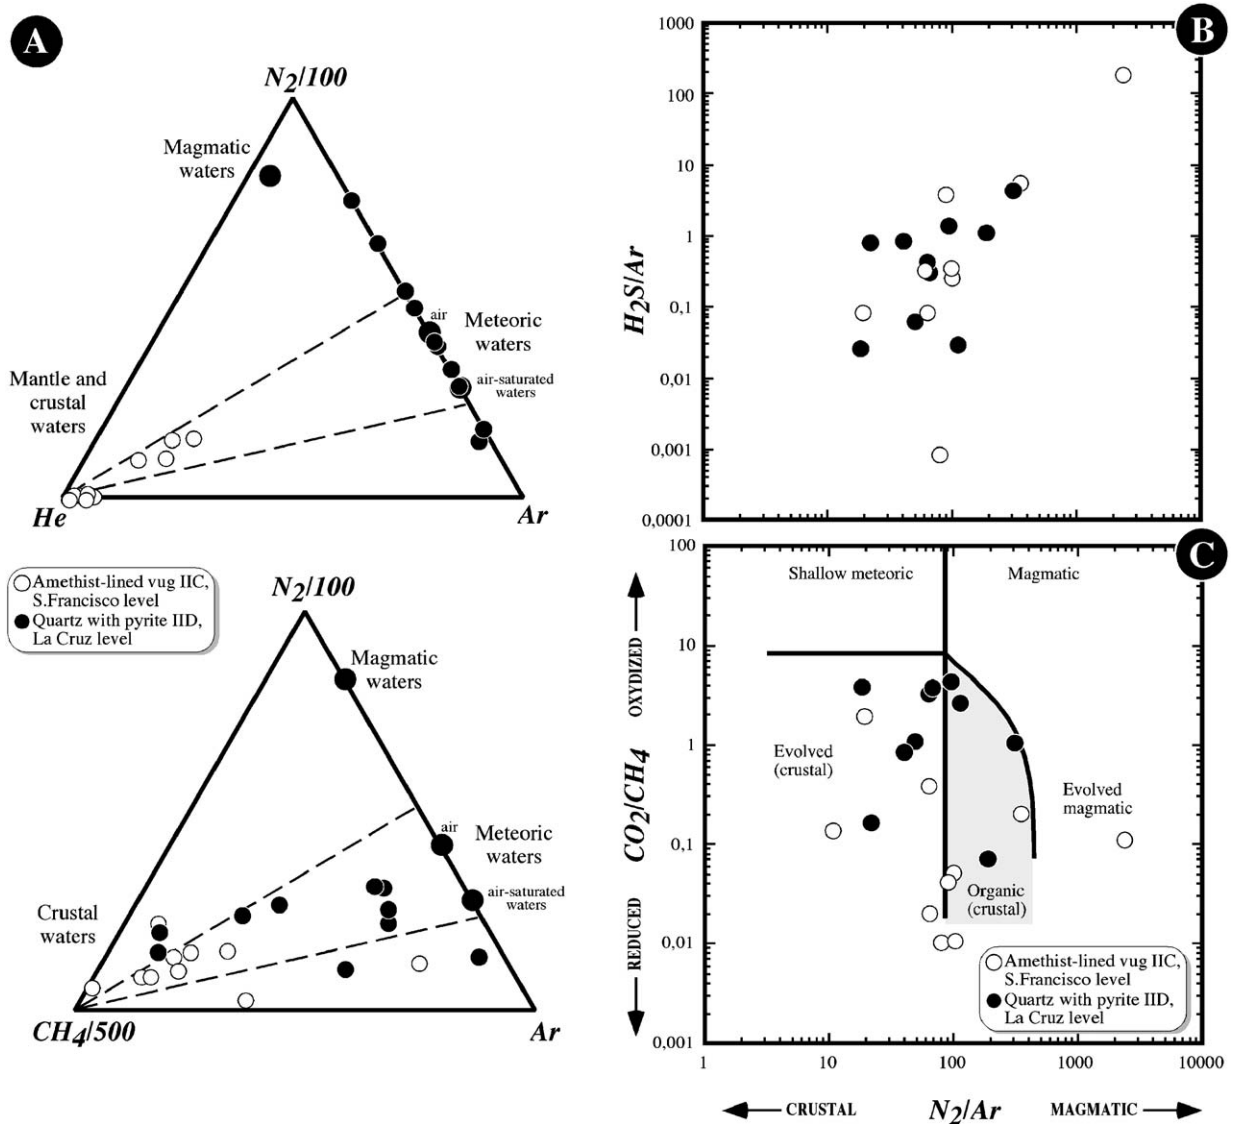 A
N2/100
Magmatic
waters
air
Meteoric
waters
Mantle and
crustal
waters
air-saturated
waters
He
Ar
Amethist-lined vug IIC,
S.Francisco level
Quartz with pyrite IID,
La Cruz level
N2/100
Magmatic
waters
air
Meteoric
waters
air-saturated
waters
Crustal
waters
CH4/500
Ar
B
1000
100
10
1
0,1
0,01
0,001
0,0001
H2S/Ar
C
100
10
1
0,1
0,01
0,001
OXYDIZED
CO2/CH4
REDUCED
Shallow meteoric
Magmatic
Evolved
(crustal)
Evolved
magmatic
Organic
(crustal)
Amethist-lined vug IIC,
S.Francisco level
Quartz with pyrite IID,
La Cruz level
1
10
100
1000
10000
CRUSTAL
N2/Ar
MAGMATIC